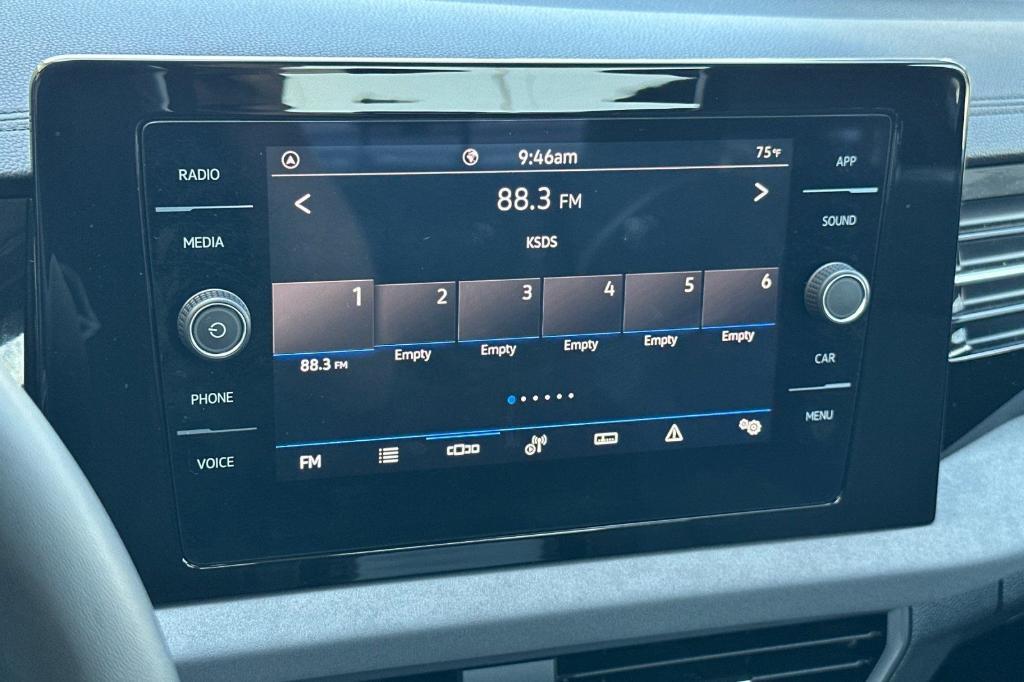 9:46am
75°F
88.3 FM
KSDS
1 2 3 4 5 6
88.3 FM Empty Empty Empty Empty Empty
FM
RADIO
MEDIA
PHONE
VOICE
APP
SOUND
CAR
MENU